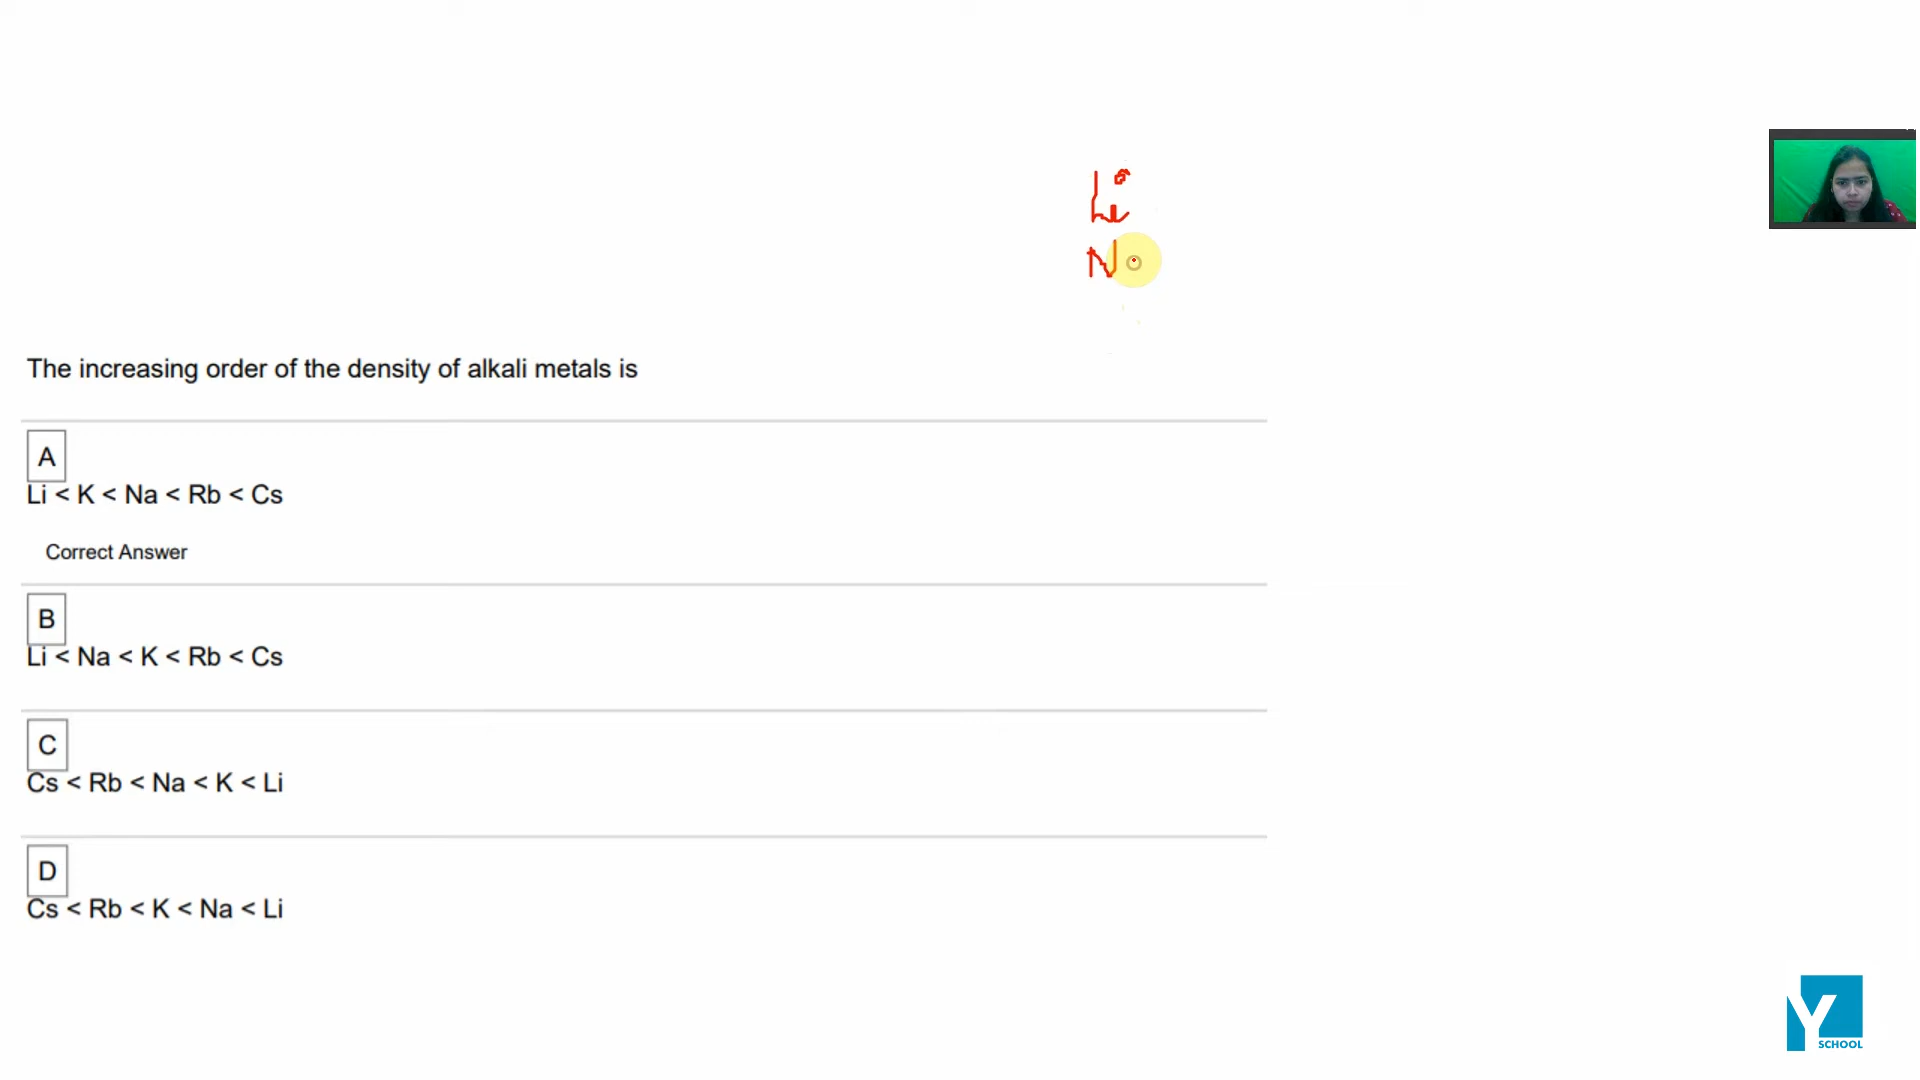 Li
N
The increasing order of the density of alkali metals is
A
Li < K < Na < Rb < Cs
Correct Answer
B
Li < Na < K < Rb < Cs
C
Cs < Rb < Na < K < Li
D
Cs < Rb < K < Na < Li
Y
SCHOOL